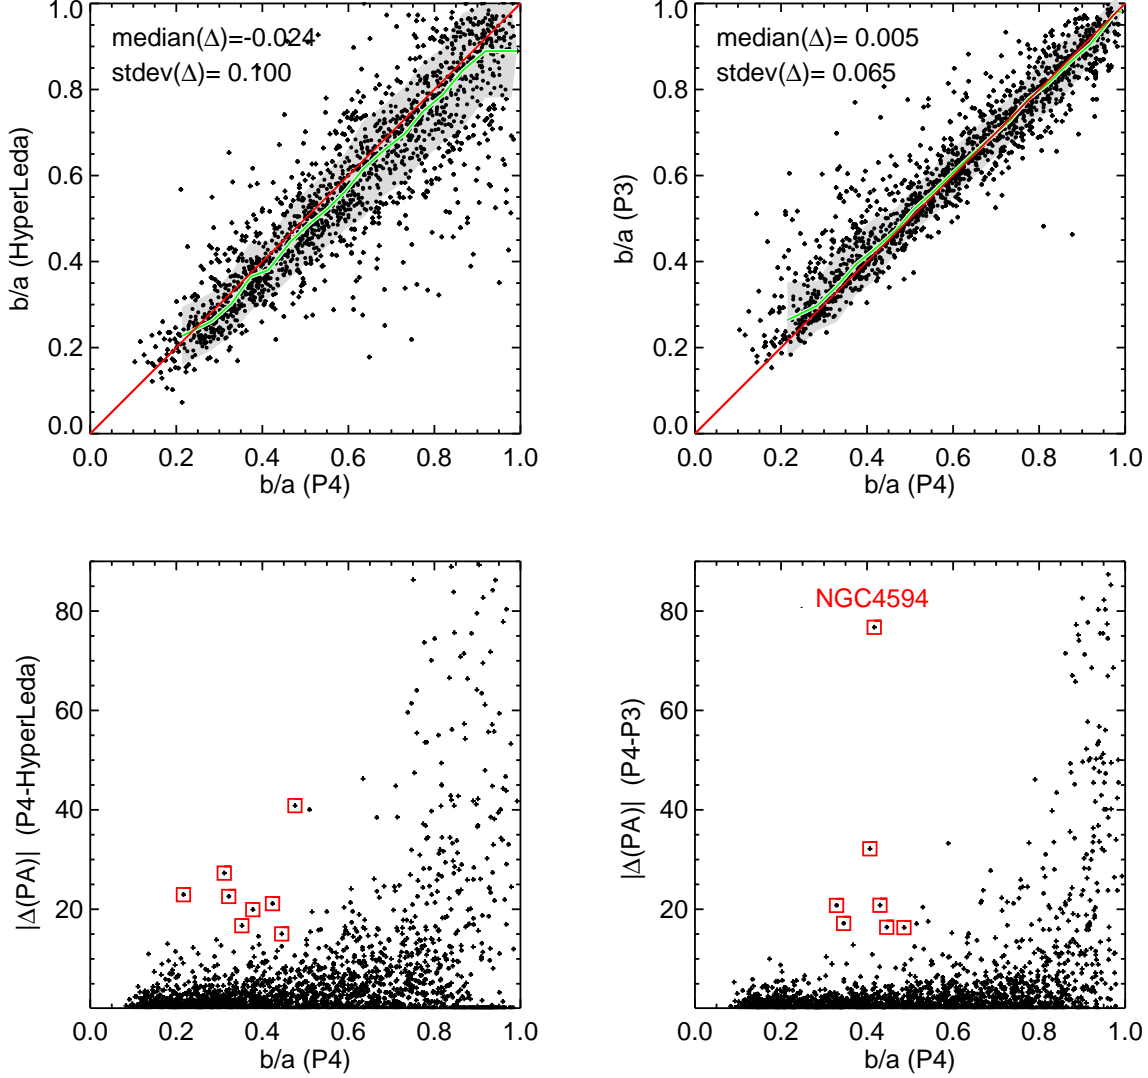 median(Δ)=-0.024
stdev(Δ)= 0.100
1.0
0.8
0.6
0.4
0.2
0.0
b/a (HyperLeda)
0.0 0.2 0.4 0.6 0.8 1.0
b/a (P4)
median(Δ)= 0.005
stdev(Δ)= 0.065
1.0
0.8
0.6
0.4
0.2
0.0
b/a (P3)
0.0 0.2 0.4 0.6 0.8 1.0
b/a (P4)
80
60
40
20
|Δ(PA)| (P4-HyperLeda)
0.0 0.2 0.4 0.6 0.8 1.0
b/a (P4)
NGC4594
80
60
40
20
|Δ(PA)| (P4-P3)
0.0 0.2 0.4 0.6 0.8 1.0
b/a (P4)